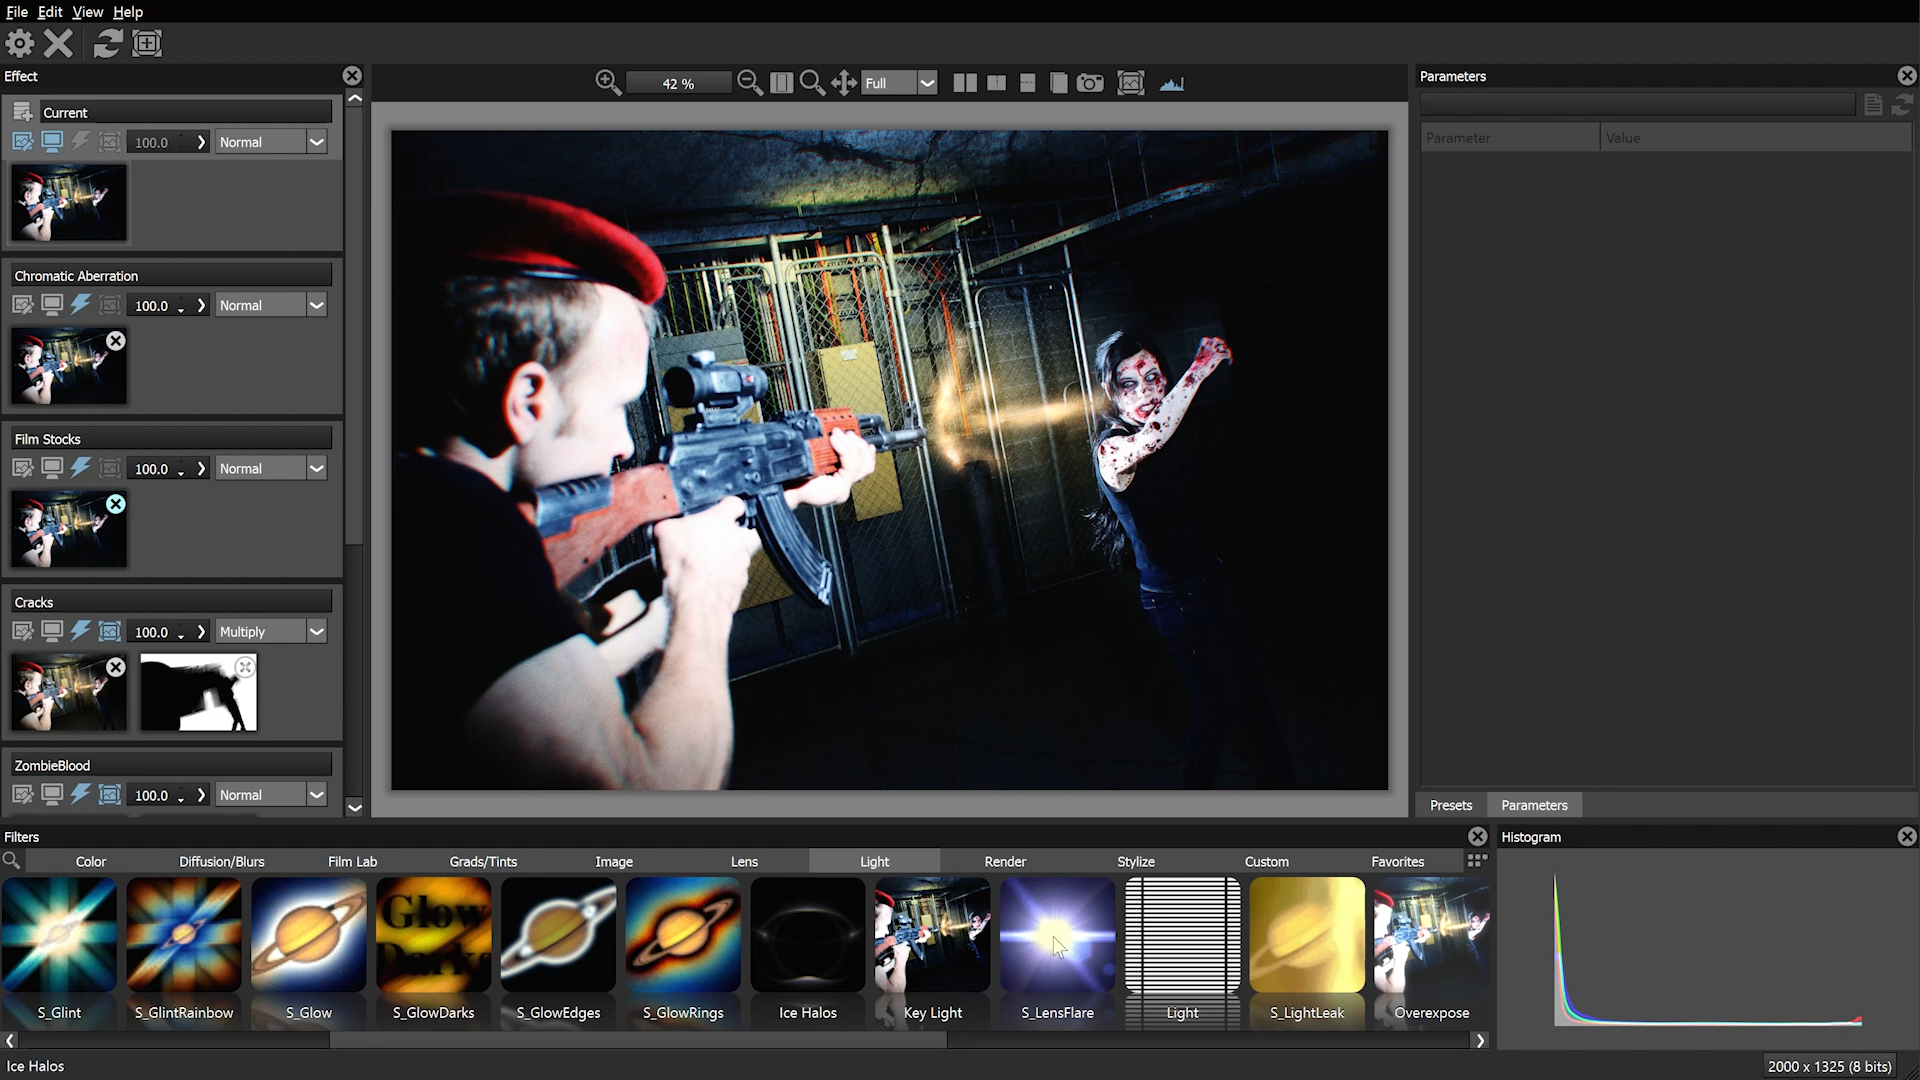 File Edit View Help
Effect
42 %
Full
Parameters
Current
100.0 Normal
Parameter Value
Chromatic Aberration
100.0 Normal
Film Stocks
100.0 Normal
Cracks
100.0 Multiply
ZombieBlood
100.0 Normal
Presets Parameters
Filters
Histogram
Color Diffusion/Blurs Film Lab Grads/Tints Image Lens Light Render Stylize Custom Favorites
Glow
Darks
S_Glint S_GlintRainbow S_Glow S_GlowDarks S_GlowEdges S_GlowRings Ice Halos Key Light S_LensFlare Light S_LightLeak Overexpose
Ice Halos
2000 x 1325 (8 bits)